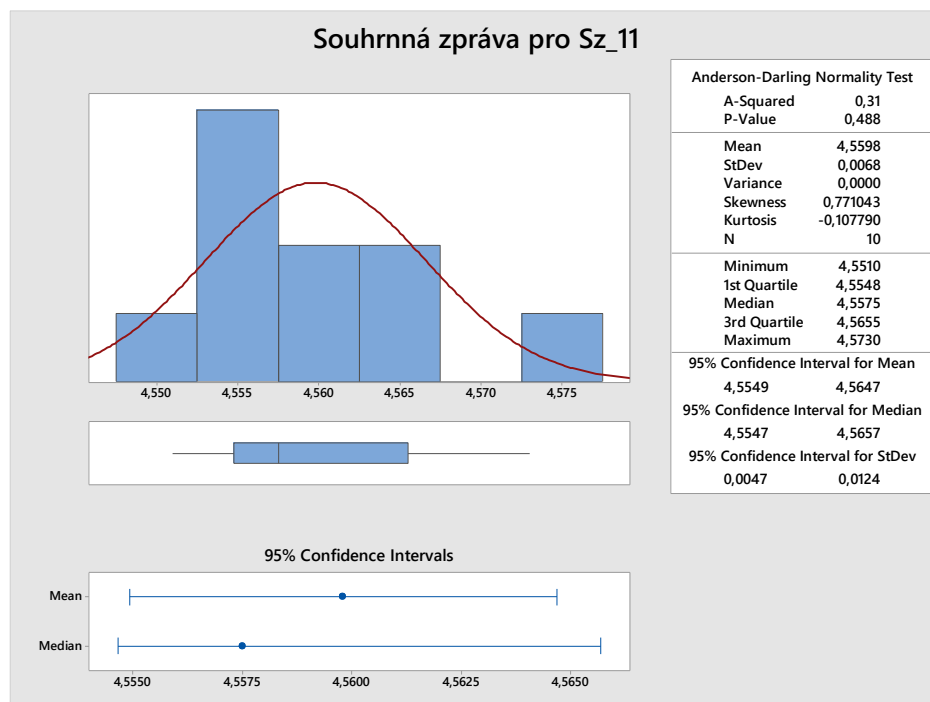 Souhrnná zpráva pro Sz_11
4,550 4,555 4,560 4,565 4,570 4,575
95% Confidence Intervals
Mean
Median
4,5550 4,5575 4,5600 4,5625 4,5650
Anderson-Darling Normality Test
A-Squared 0,31
P-Value 0,488
Mean 4,5598
StDev 0,0068
Variance 0,0000
Skewness 0,771043
Kurtosis -0,107790
N 10
Minimum 4,5510
1st Quartile 4,5548
Median 4,5575
3rd Quartile 4,5655
Maximum 4,5730
95% Confidence Interval for Mean
4,5549 4,5647
95% Confidence Interval for Median
4,5547 4,5657
95% Confidence Interval for StDev
0,0047 0,0124